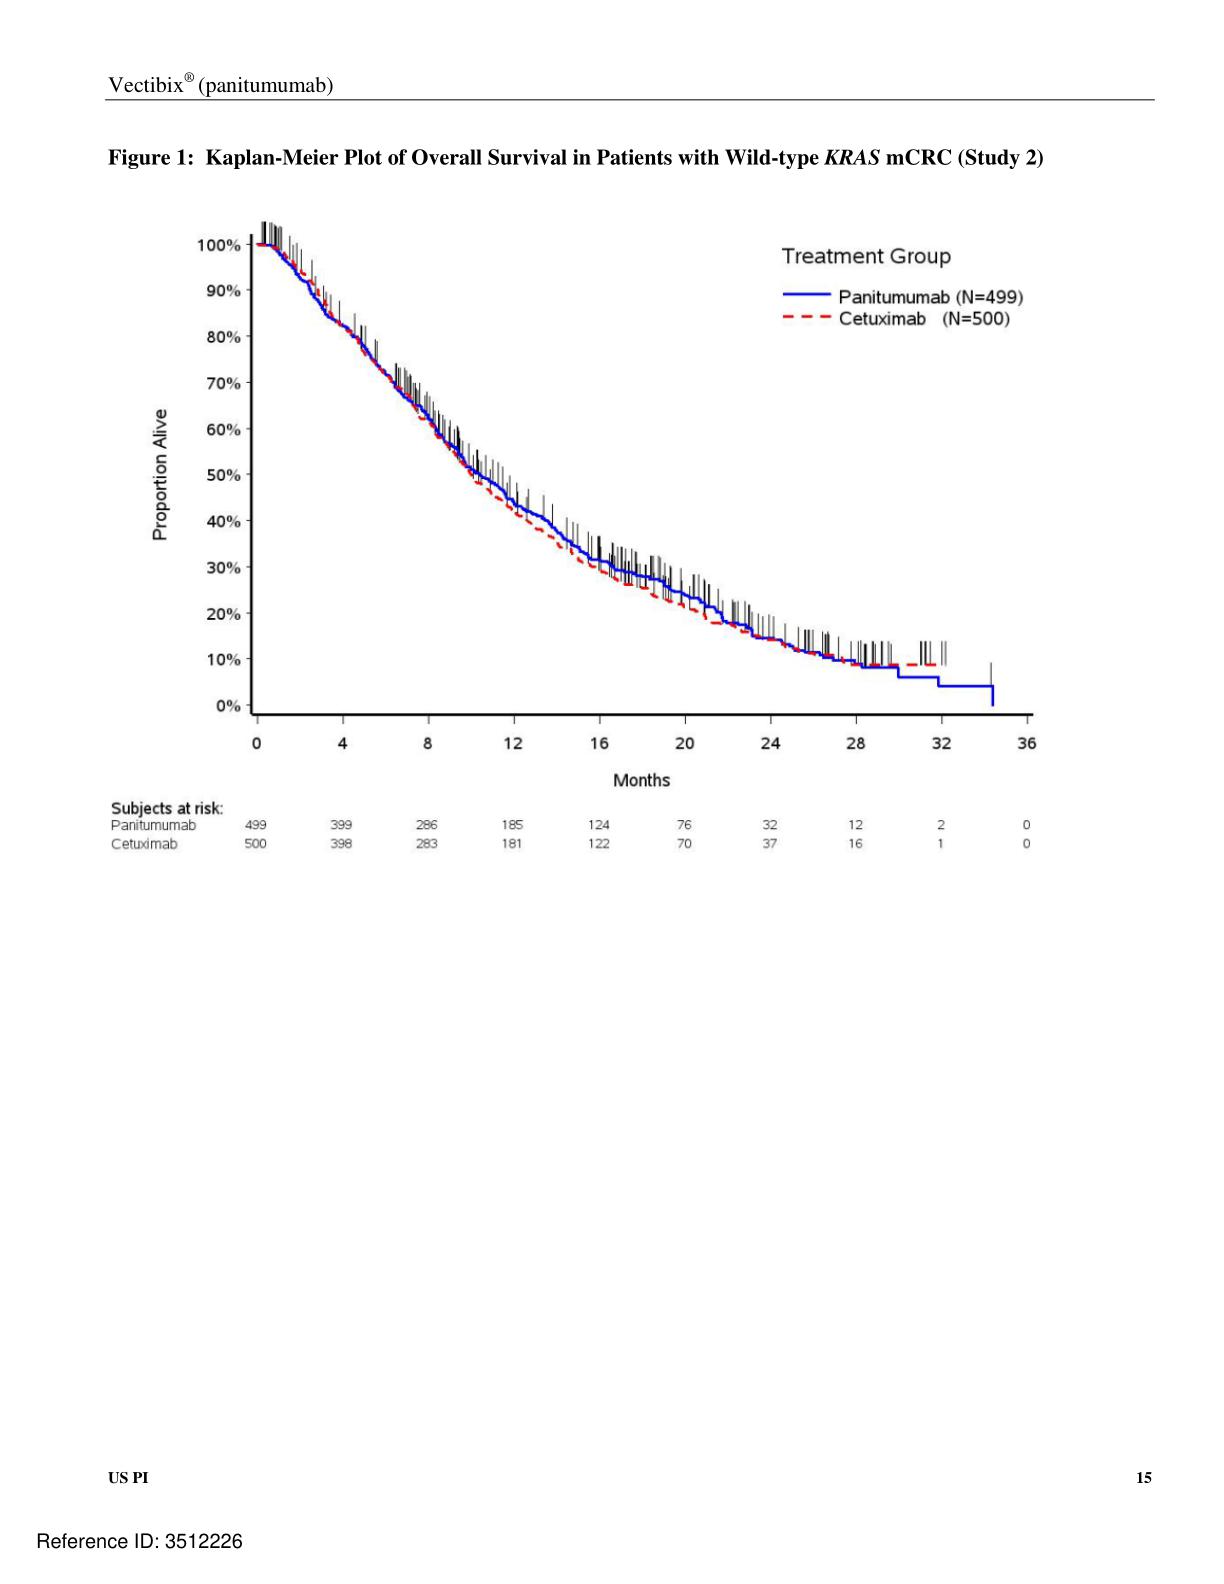 Vectibix® (panitumumab)
Figure 1: Kaplan-Meier Plot of Overall Survival in Patients with Wild-type KRAS mCRC (Study 2)
Treatment Group
Panitumumab (N=499)
Cetuximab (N=500)
Proportion Alive
100%
90%
80%
70%
60%
50%
40%
30%
20%
10%
0%
0 4 8 12 16 20 24 28 32 36
Months
Subjects at risk:
Panitumumab 499 399 286 185 124 76 32 12 2 0
Cetuximab 500 398 283 181 122 70 37 16 1 0
US PI 15
Reference ID: 3512226